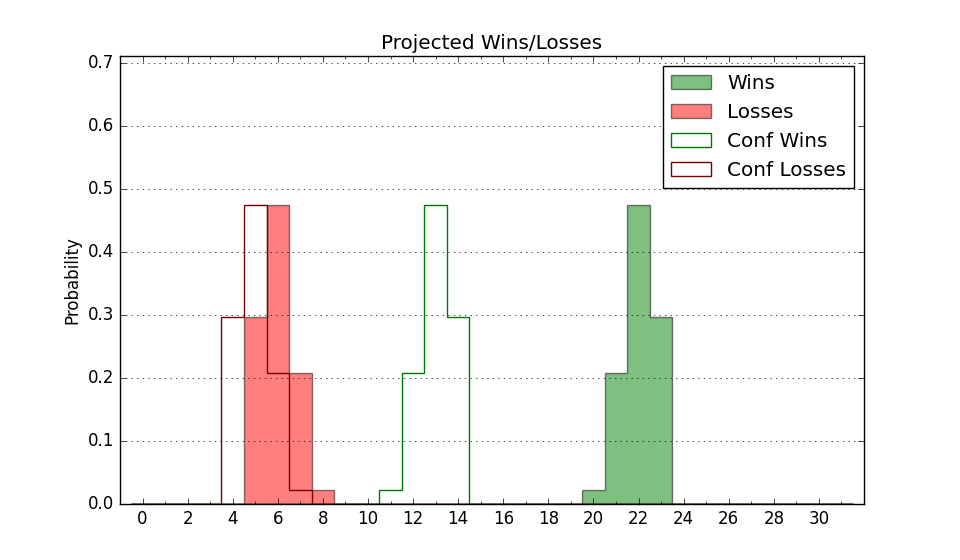 Projected Wins/Losses
0.7
0.6
0.5
0.4
0.3
0.2
0.1
0.0
Probability
Wins
Losses
Conf Wins
Conf Losses
0 2 4 6 8 10 12 14 16 18 20 22 24 26 28 30